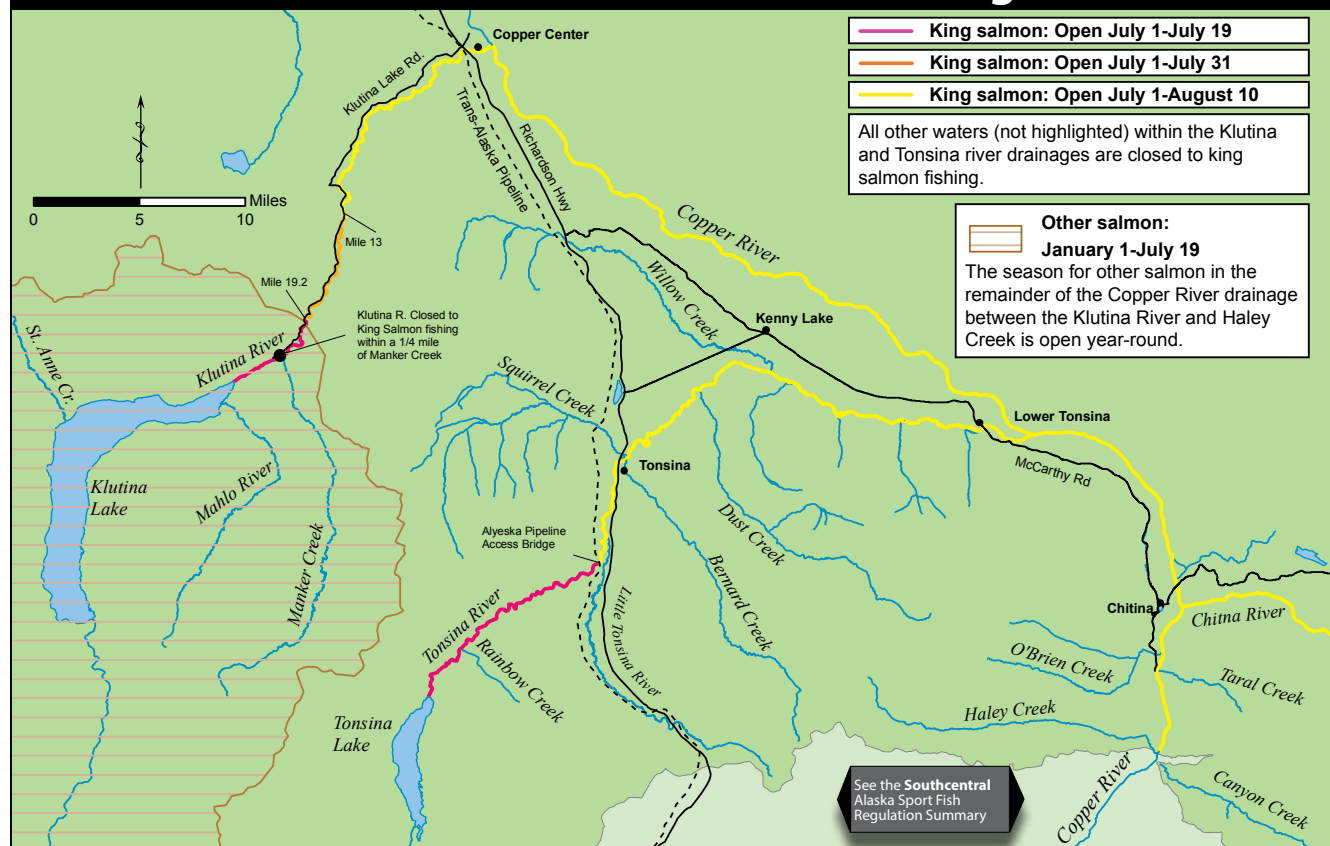 Copper Center
King salmon: Open July 1-July 19
King salmon: Open July 1-July 31
King salmon: Open July 1-August 10
All other waters (not highlighted) within the Klutina
and Tonsina river drainages are closed to king
salmon fishing.
Other salmon:
January 1-July 19
The season for other salmon in the
remainder of the Copper River drainage
between the Klutina River and Haley
Creek is open year-round.
Klutina Lake Rd.
Trans-Alaska Pipeline
Richardson Hwy
Miles
0 5 10
Copper River
Mile 13
Willow Creek
Mile 19.2
Klutina R. Closed to
King Salmon fishing
within a 1/4 mile
of Manker Creek
Kenny Lake
St. Anne Cr.
Klutina River
Squirrel Creek
Lower Tonsina
Tonsina
McCarthy Rd
Klutina
Lake
Mahlo River
Manker Creek
Alyeska Pipeline
Access Bridge
Dust Creek
Bernard Creek
Tonsina River
Little Tonsina River
Rainbow Creek
Chitina
Chitna River
O'Brien Creek
Taral Creek
Haley Creek
Tonsina
Lake
See the Southcentral
Alaska Sport Fish
Regulation Summary
Copper River
Canyon Creek